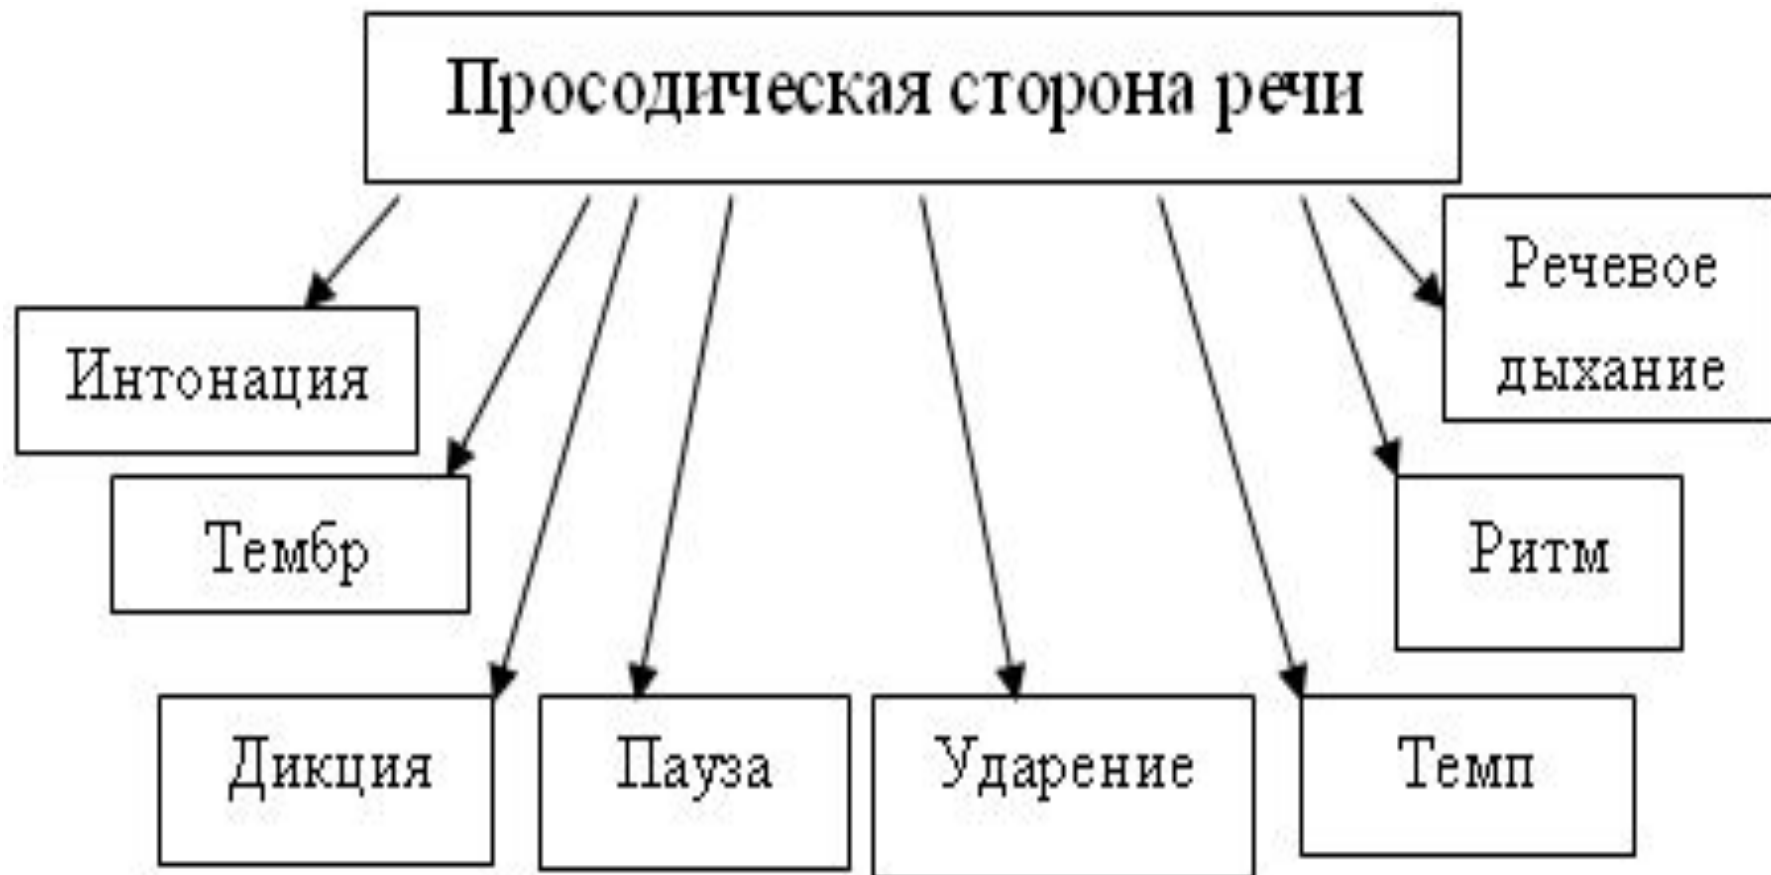 Просодическая сторона речи
Речевое
дыхание
Интонация
Тембр
Ритм
Дикция
Пауза
Ударение
Темп